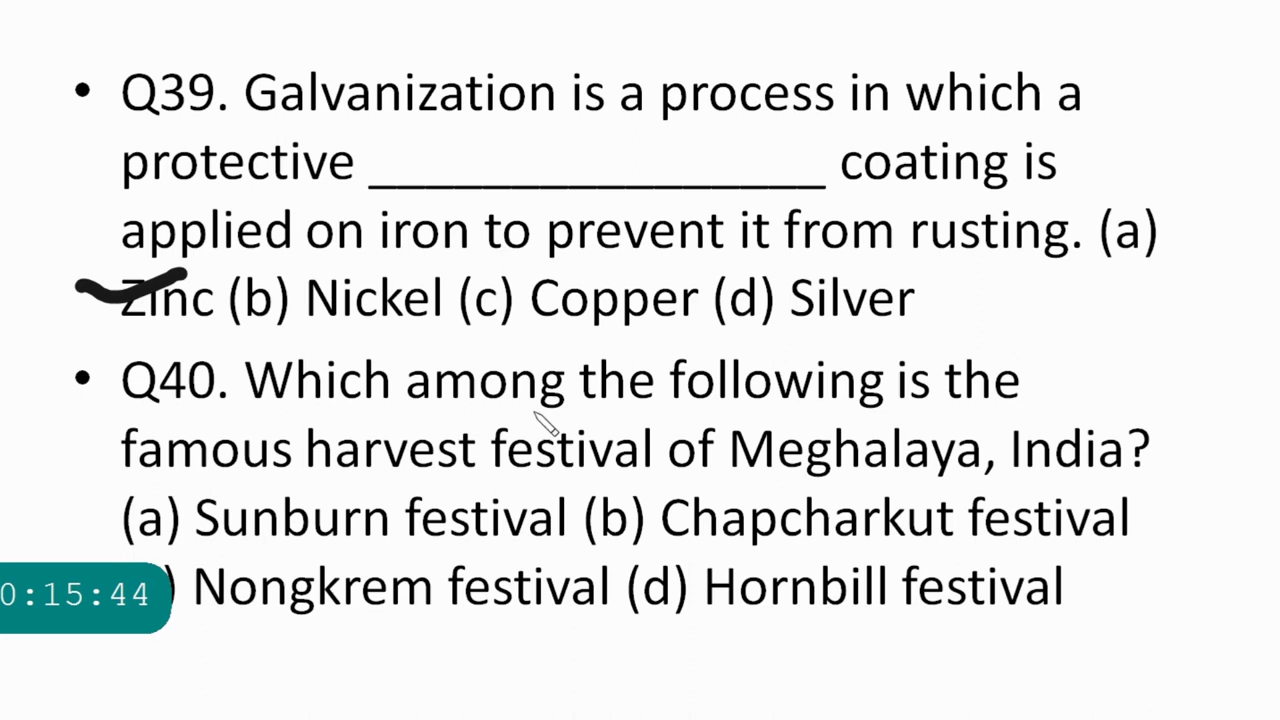 • Q39. Galvanization is a process in which a
protective ________________ coating is
applied on iron to prevent it from rusting. (a)
Zinc (b) Nickel (c) Copper (d) Silver
• Q40. Which among the following is the
famous harvest festival of Meghalaya, India?
(a) Sunburn festival (b) Chapcharkut festival
) Nongkrem festival (d) Hornbill festival
0:15:44